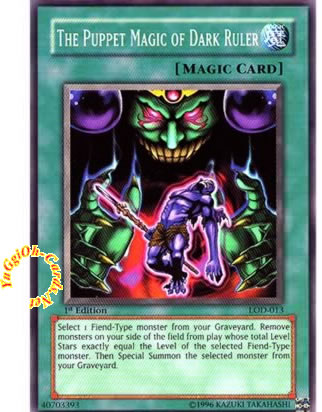 The Puppet Magic of Dark Ruler
[Magic Card]
YuGgiOh-Cards.Net
1st Edition
LOD-013
Select 1 Fiend-Type monster from your Graveyard. Remove
monsters on your side of the field from play whose total Level
Stars exactly equal the Level of the selected Fiend-Type
monster. Then Special Summon the selected monster from
your Graveyard.
40703393
©1996 KAZUKI TAKAHASHI